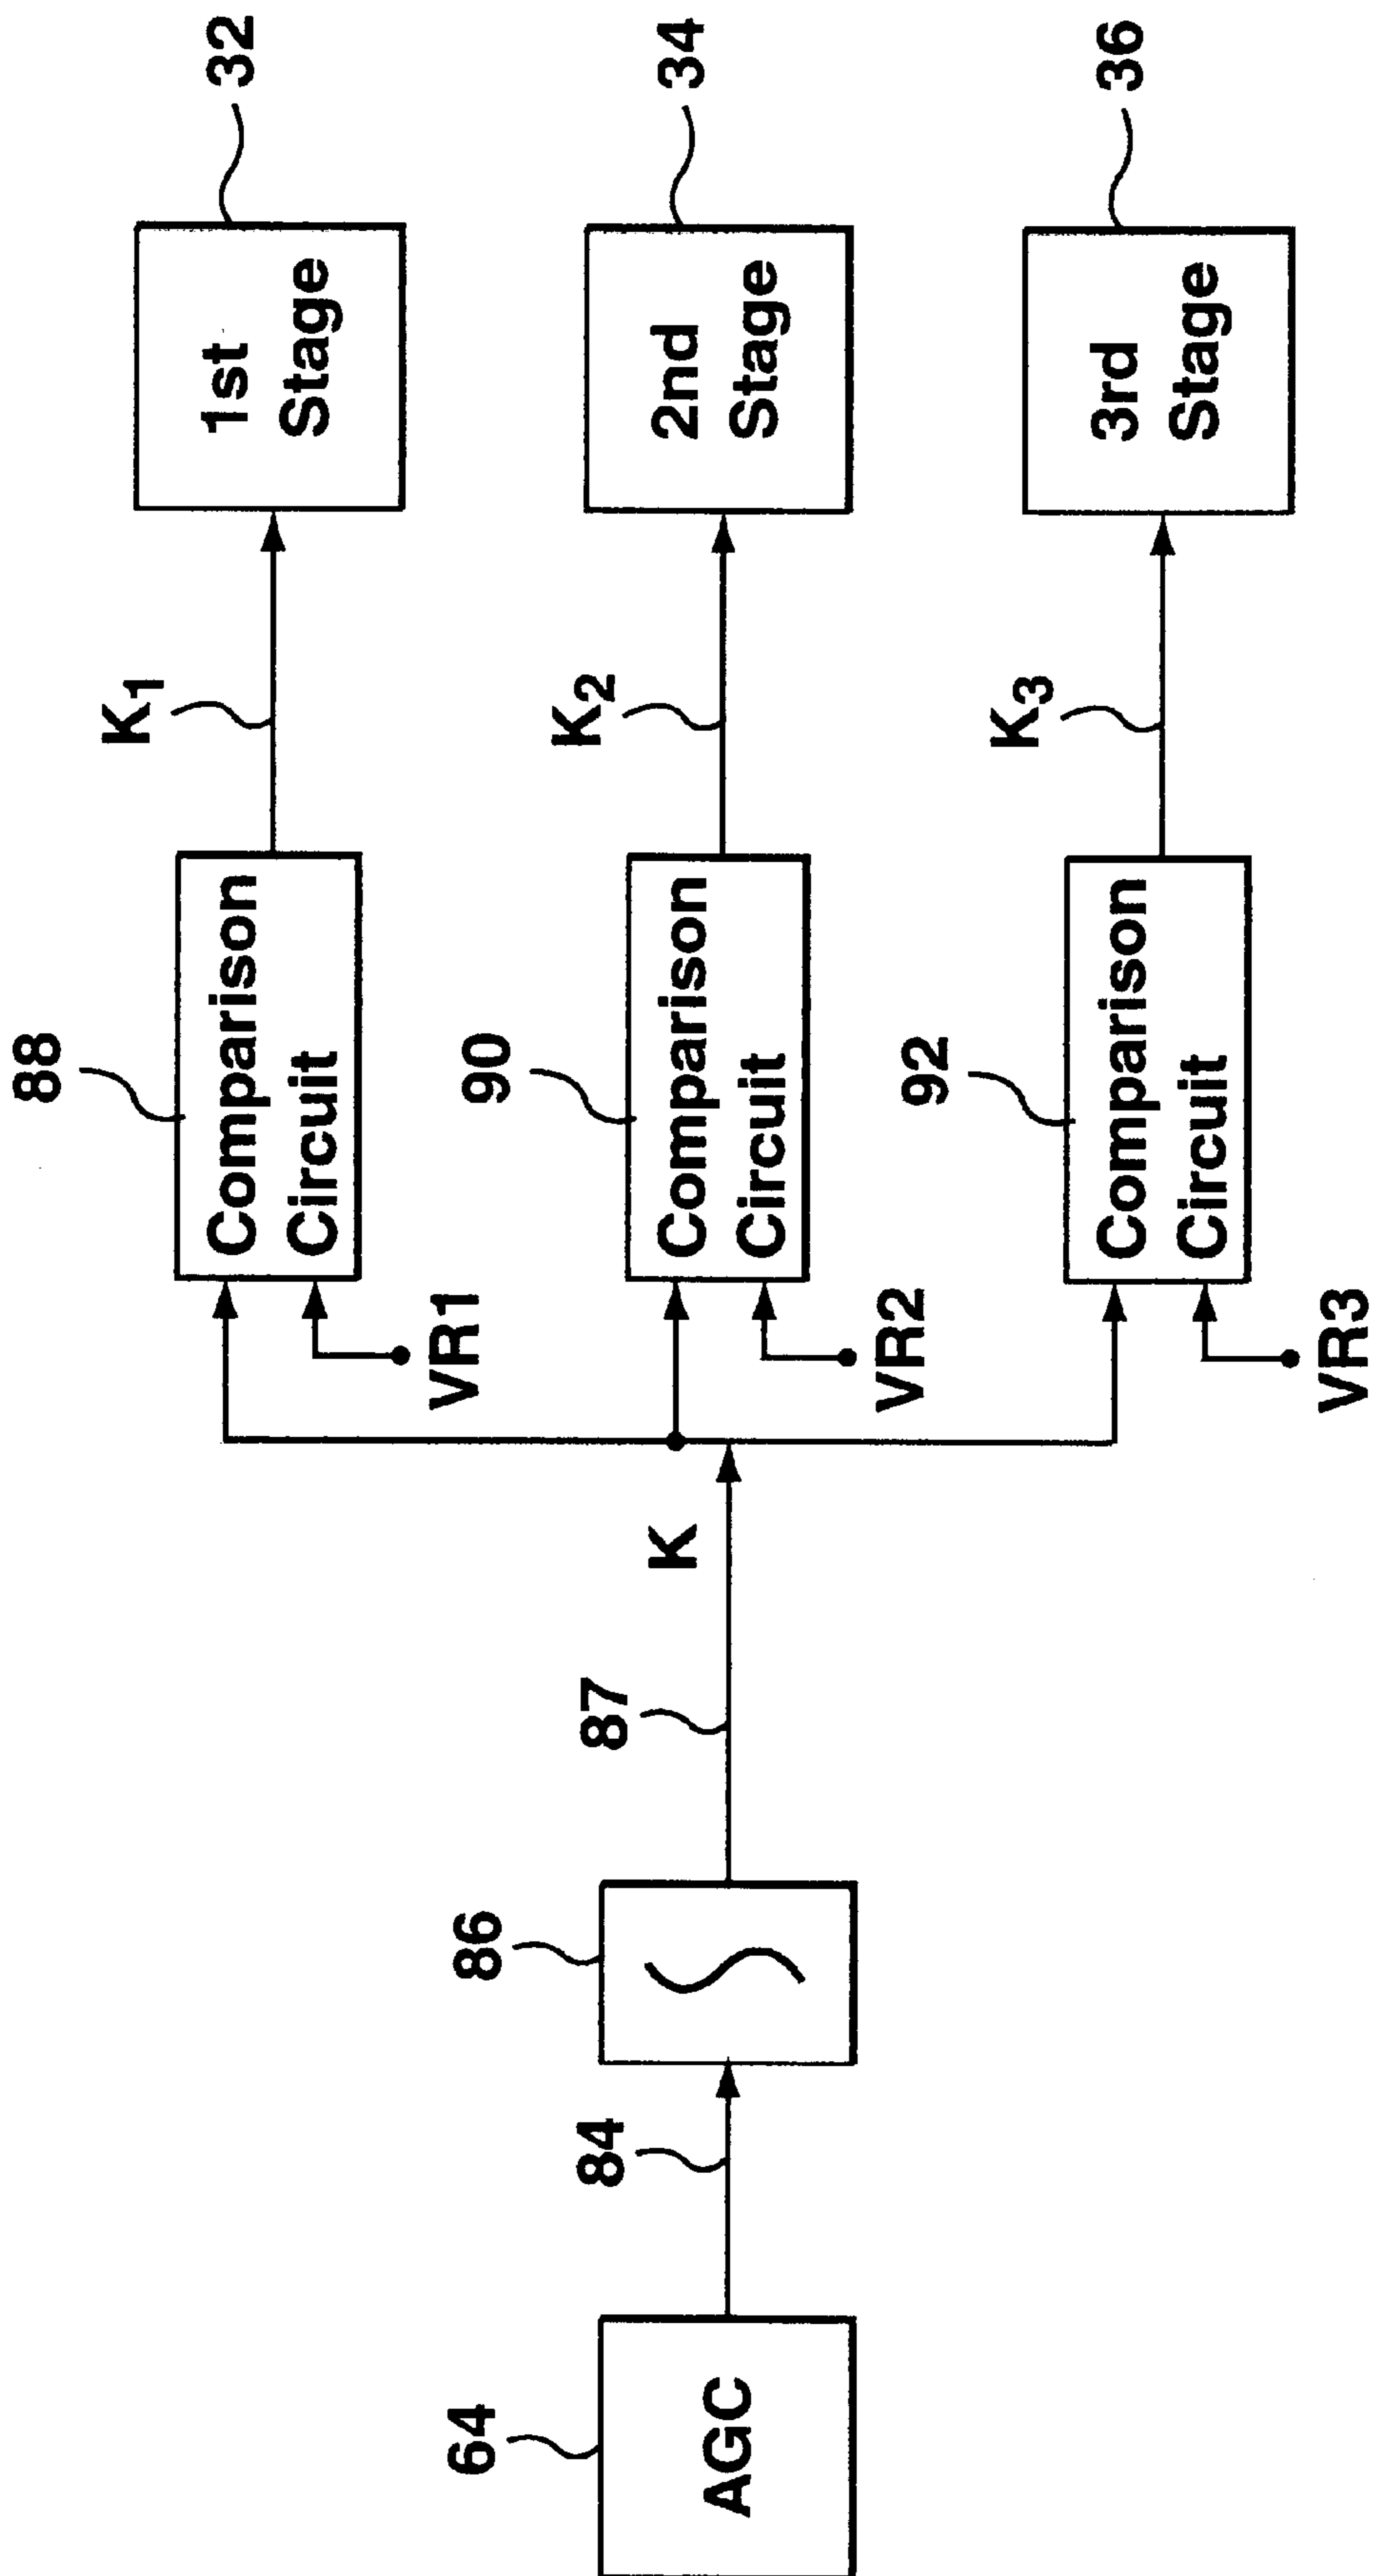 32
1st
Stage
K1
88
Comparison
Circuit
VR1
34
2nd
Stage
K2
90
Comparison
Circuit
VR2
36
3rd
Stage
K3
92
Comparison
Circuit
VR3
K
87
86
84
64
AGC